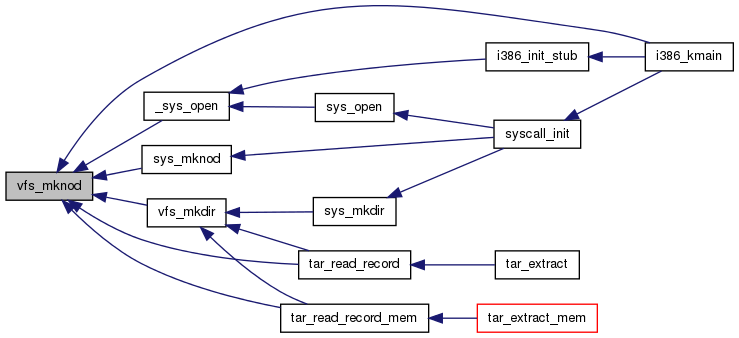 i386_init_stub
i386_kmain
_sys_open
sys_open
syscall_init
sys_mknod
vfs_mknod
vfs_mkdir
sys_mkdir
tar_read_record
tar_extract
tar_read_record_mem
tar_extract_mem